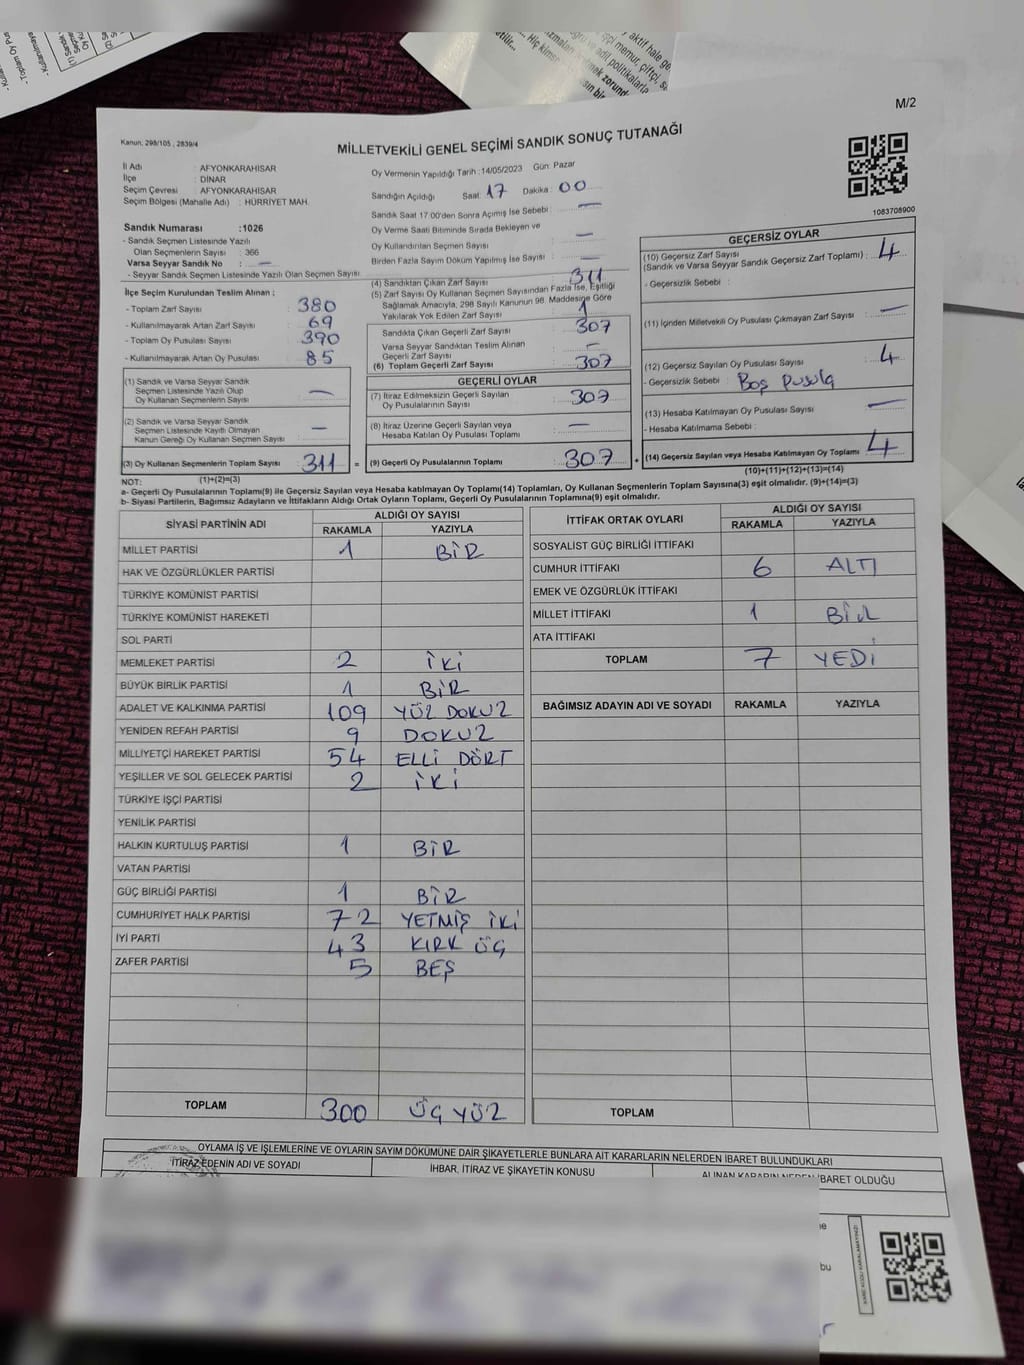 M/2
Kanun: 298/105 , 2839/4
MİLLETVEKİLİ GENEL SEÇİMİ SANDIK SONUÇ TUTANAĞI
İl Adı : AFYONKARAHİSAR
İlçe : DİNAR
Seçim Çevresi : AFYONKARAHİSAR
Seçim Bölgesi (Mahalle Adı) : HÜRRİYET MAH.
Sandık Numarası :1026
- Sandık Seçmen Listesinde Yazılı
Olan Seçmenlerin Sayısı : 366
Varsa Seyyar Sandık No : —
- Seyyar Sandık Seçmen Listesinde Yazılı Olan Seçmen Sayısı
İlçe Seçim Kurulundan Teslim Alınan ;
- Toplam Zarf Sayısı : 380
- Kullanılmayarak Artan Zarf Sayısı : 69
- Toplam Oy Pusulası Sayısı : 390
- Kullanılmayarak Artan Oy Pusulası : 85
(1) Sandık ve Varsa Seyyar Sandık
Seçmen Listesinde Yazılı Olup
Oy Kullanan Seçmenlerin Sayısı : —
(2) Sandık ve Varsa Seyyar Sandık
Seçmen Listesinde Kayıtlı Olmayan
Kanun Gereği Oy Kullanan Seçmen Sayısı : —
(3) Oy Kullanan Seçmenlerin Toplam Sayısı : 311 =
(1)+(2)=(3)
Oy Vermenin Yapıldığı Tarih : 14/05/2023 Gün: Pazar
Sandığın Açıldığı Saat: 17 Dakika: 00
Sandık Saat 17:00'den Sonra Açımış İse Sebebi : —
Oy Verme Saati Bitiminde Sırada Bekleyen ve
Oy Kullandırılan Seçmen Sayısı : —
Birden Fazla Sayım Döküm Yapılmış İse Sayısı : —
(4) Sandıktan Çıkan Zarf Sayısı : 311
(5) Zarf Sayısı Oy Kullanan Seçmen Sayısından Fazla İse, Eşitliği
Sağlamak Amacıyla, 298 Sayılı Kanunun 98. Maddesine Göre
Yakılarak Yok Edilen Zarf Sayısı :
Sandıkta Çıkan Geçerli Zarf Sayısı : 307
Varsa Seyyar Sandıktan Teslim Alınan
Geçerli Zarf Sayısı : —
(6) Toplam Geçerli Zarf Sayısı : 307
GEÇERLİ OYLAR
(7) İtiraz Edilmeksizin Geçerli Sayılan
Oy Pusulalarının Sayısı : 307
(8) İtiraz Üzerine Geçerli Sayılan veya
Hesaba Katılan Oy Pusulası Toplamı : —
(9) Geçerli Oy Pusulalarının Toplamı : 307 +
1083708900
GEÇERSİZ OYLAR
(10) Geçersiz Zarf Sayısı
(Sandık ve Varsa Seyyar Sandık Geçersiz Zarf Toplamı) : 4
- Geçersizlik Sebebi :
(11) İçinden Milletvekili Oy Pusulası Çıkmayan Zarf Sayısı : —
(12) Geçersiz Sayılan Oy Pusulası Sayısı : 4
- Geçersizlik Sebebi : Boş pusula
(13) Hesaba Katılmayan Oy Pusulası Sayısı : —
- Hesaba Katılmama Sebebi :
(14) Geçersiz Sayılan veya Hesaba Katılmayan Oy Toplamı : 4
(10)+(11)+(12)+(13)=(14)
NOT:
a- Geçerli Oy Pusulalarının Toplamı(9) ile Geçersiz Sayılan veya Hesaba katılmayan Oy Toplamı(14) Toplamları, Oy Kullanan Seçmenlerin Toplam Sayısına(3) eşit olmalıdır. (9)+(14)=(3)
b- Siyasi Partilerin, Bağımsız Adayların ve İttifakların Aldığı Ortak Oyların Toplamı, Geçerli Oy Pusulalarının Toplamına(9) eşit olmalıdır.
SİYASİ PARTİNİN ADI ALDIĞI OY SAYISI
RAKAMLA YAZIYLA
MİLLET PARTİSİ 1 BİR
HAK VE ÖZGÜRLÜKLER PARTİSİ
TÜRKİYE KOMÜNİST PARTİSİ
TÜRKİYE KOMÜNİST HAREKETİ
SOL PARTİ
MEMLEKET PARTİSİ 2 İKİ
BÜYÜK BİRLİK PARTİSİ 1 BİR
ADALET VE KALKINMA PARTİSİ 109 YÜZ DOKUZ
YENİDEN REFAH PARTİSİ 9 DOKUZ
MİLLİYETÇİ HAREKET PARTİSİ 54 ELLİ DÖRT
YEŞİLLER VE SOL GELECEK PARTİSİ 2 İKİ
TÜRKİYE İŞÇİ PARTİSİ
YENİLİK PARTİSİ
HALKIN KURTULUŞ PARTİSİ 1 BİR
VATAN PARTİSİ
GÜÇ BİRLİĞİ PARTİSİ 1 BİR
CUMHURİYET HALK PARTİSİ 72 YETMİŞ İKİ
İYİ PARTİ 43 KIRK ÜÇ
ZAFER PARTİSİ 5 BEŞ
TOPLAM 300 ÜÇ YÜZ
İTTİFAK ORTAK OYLARI ALDIĞI OY SAYISI
RAKAMLA YAZIYLA
SOSYALİST GÜÇ BİRLİĞİ İTTİFAKI
CUMHUR İTTİFAKI 6 ALTI
EMEK VE ÖZGÜRLÜK İTTİFAKI
MİLLET İTTİFAKI 1 BİR
ATA İTTİFAKI
TOPLAM 7 YEDİ
BAĞIMSIZ ADAYIN ADI VE SOYADI RAKAMLA YAZIYLA
TOPLAM
OYLAMA İŞ VE İŞLEMLERİNE VE OYLARIN SAYIM DÖKÜMÜNE DAİR ŞİKAYETLERLE BUNLARA AİT KARARLARIN NELERDEN İBARET BULUNDUKLARI
İTİRAZ EDENİN ADI VE SOYADI İHBAR, İTİRAZ VE ŞİKAYETİN KONUSU ALINAN KARARIN NEDEN İBARET OLDUĞU